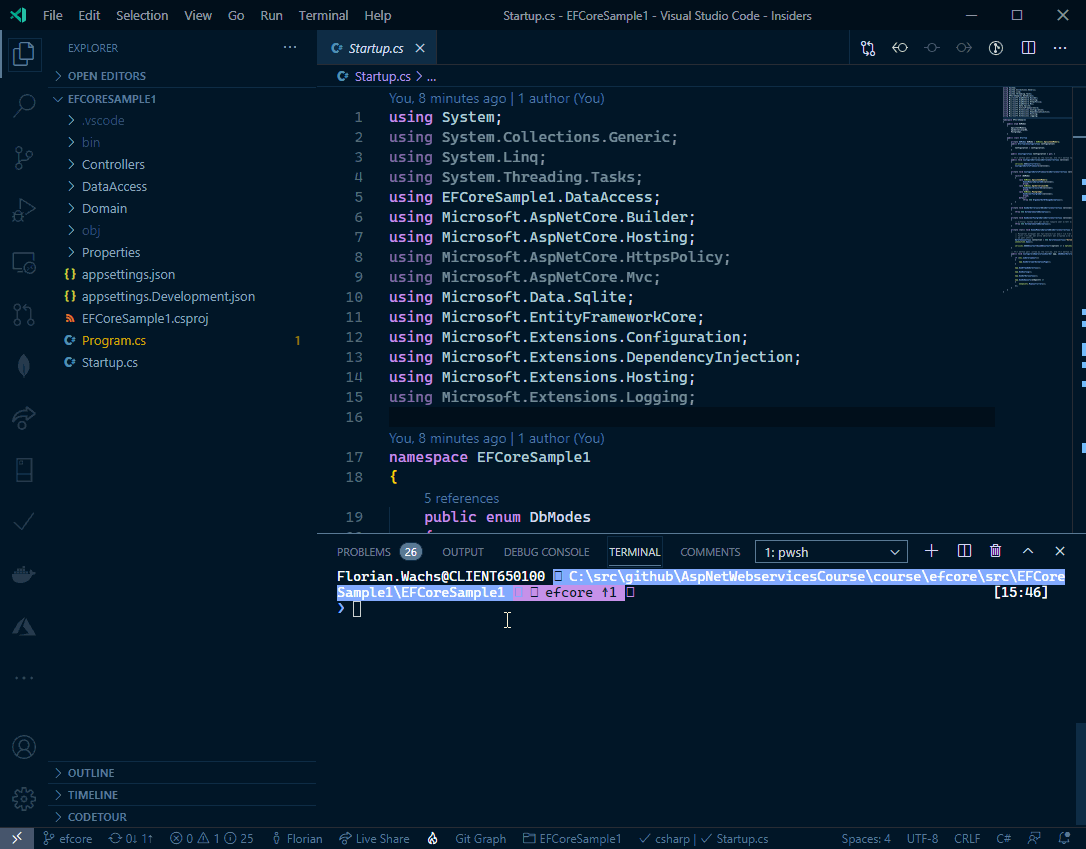 File Edit Selection View Go Run Terminal Help Startup.cs - EFCoreSample1 - Visual Studio Code - Insiders
EXPLORER
OPEN EDITORS
EFCORESAMPLE1
.vscode
bin
Controllers
DataAccess
Domain
obj
Properties
{} appsettings.json
{} appsettings.Development.json
EFCoreSample1.csproj
C# Program.cs 1
C# Startup.cs
OUTLINE
TIMELINE
CODETOUR
C# Startup.cs
C# Startup.cs > ...
You, 8 minutes ago | 1 author (You)
1 using System;
2 using System.Collections.Generic;
3 using System.Linq;
4 using System.Threading.Tasks;
5 using EFCoreSample1.DataAccess;
6 using Microsoft.AspNetCore.Builder;
7 using Microsoft.AspNetCore.Hosting;
8 using Microsoft.AspNetCore.HttpsPolicy;
9 using Microsoft.AspNetCore.Mvc;
10 using Microsoft.Data.Sqlite;
11 using Microsoft.EntityFrameworkCore;
12 using Microsoft.Extensions.Configuration;
13 using Microsoft.Extensions.DependencyInjection;
14 using Microsoft.Extensions.Hosting;
15 using Microsoft.Extensions.Logging;
16
You, 8 minutes ago | 1 author (You)
17 namespace EFCoreSample1
18 {
5 references
19 public enum DbModes
PROBLEMS 26 OUTPUT DEBUG CONSOLE TERMINAL COMMENTS 1: pwsh
Florian.Wachs@CLIENT650100 C:\src\github\AspNetWebservicesCourse\course\efcore\src\EFCore
Sample1\EFCoreSample1 efcore ↑1 [15:46]
❯
efcore 0↓ 1↑ 0 1 25 Florian Live Share Git Graph EFCoreSample1 csharp | Startup.cs Spaces: 4 UTF-8 CRLF C#